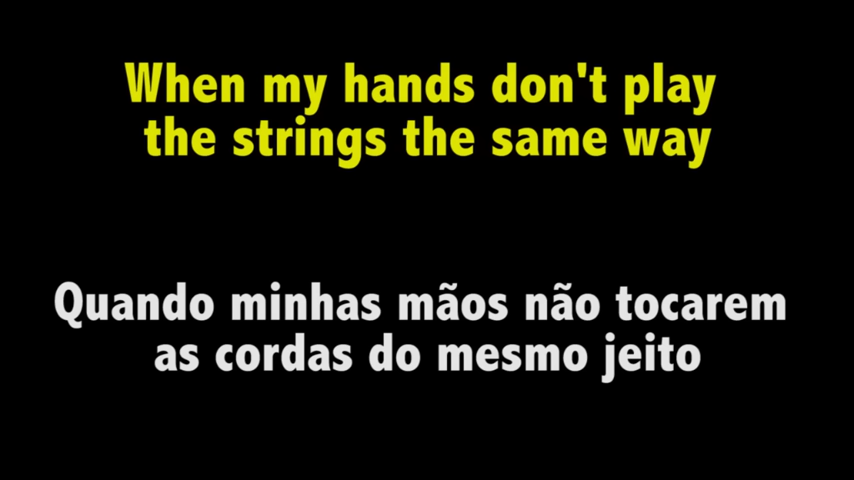 When my hands don't play
the strings the same way
Quando minhas mãos não tocarem
as cordas do mesmo jeito